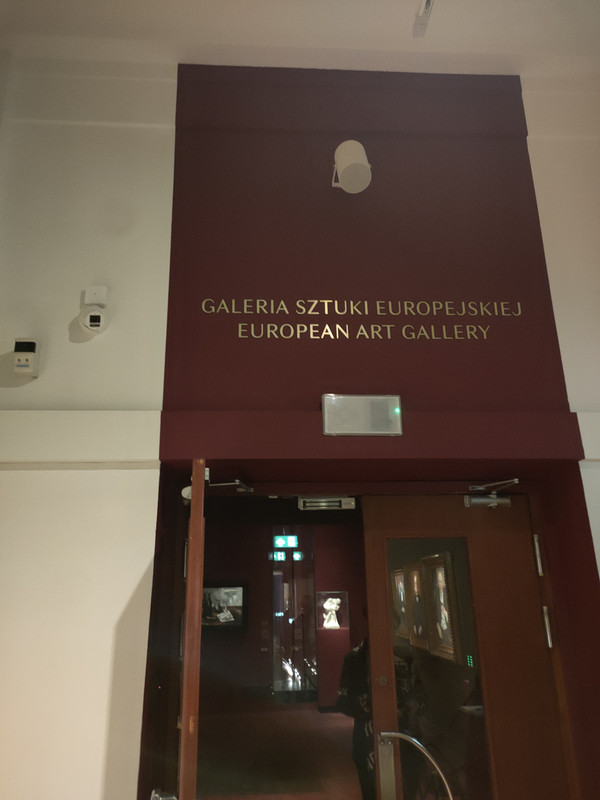 GALERIA SZTUKI EUROPEJSKIEJ
EUROPEAN ART GALLERY